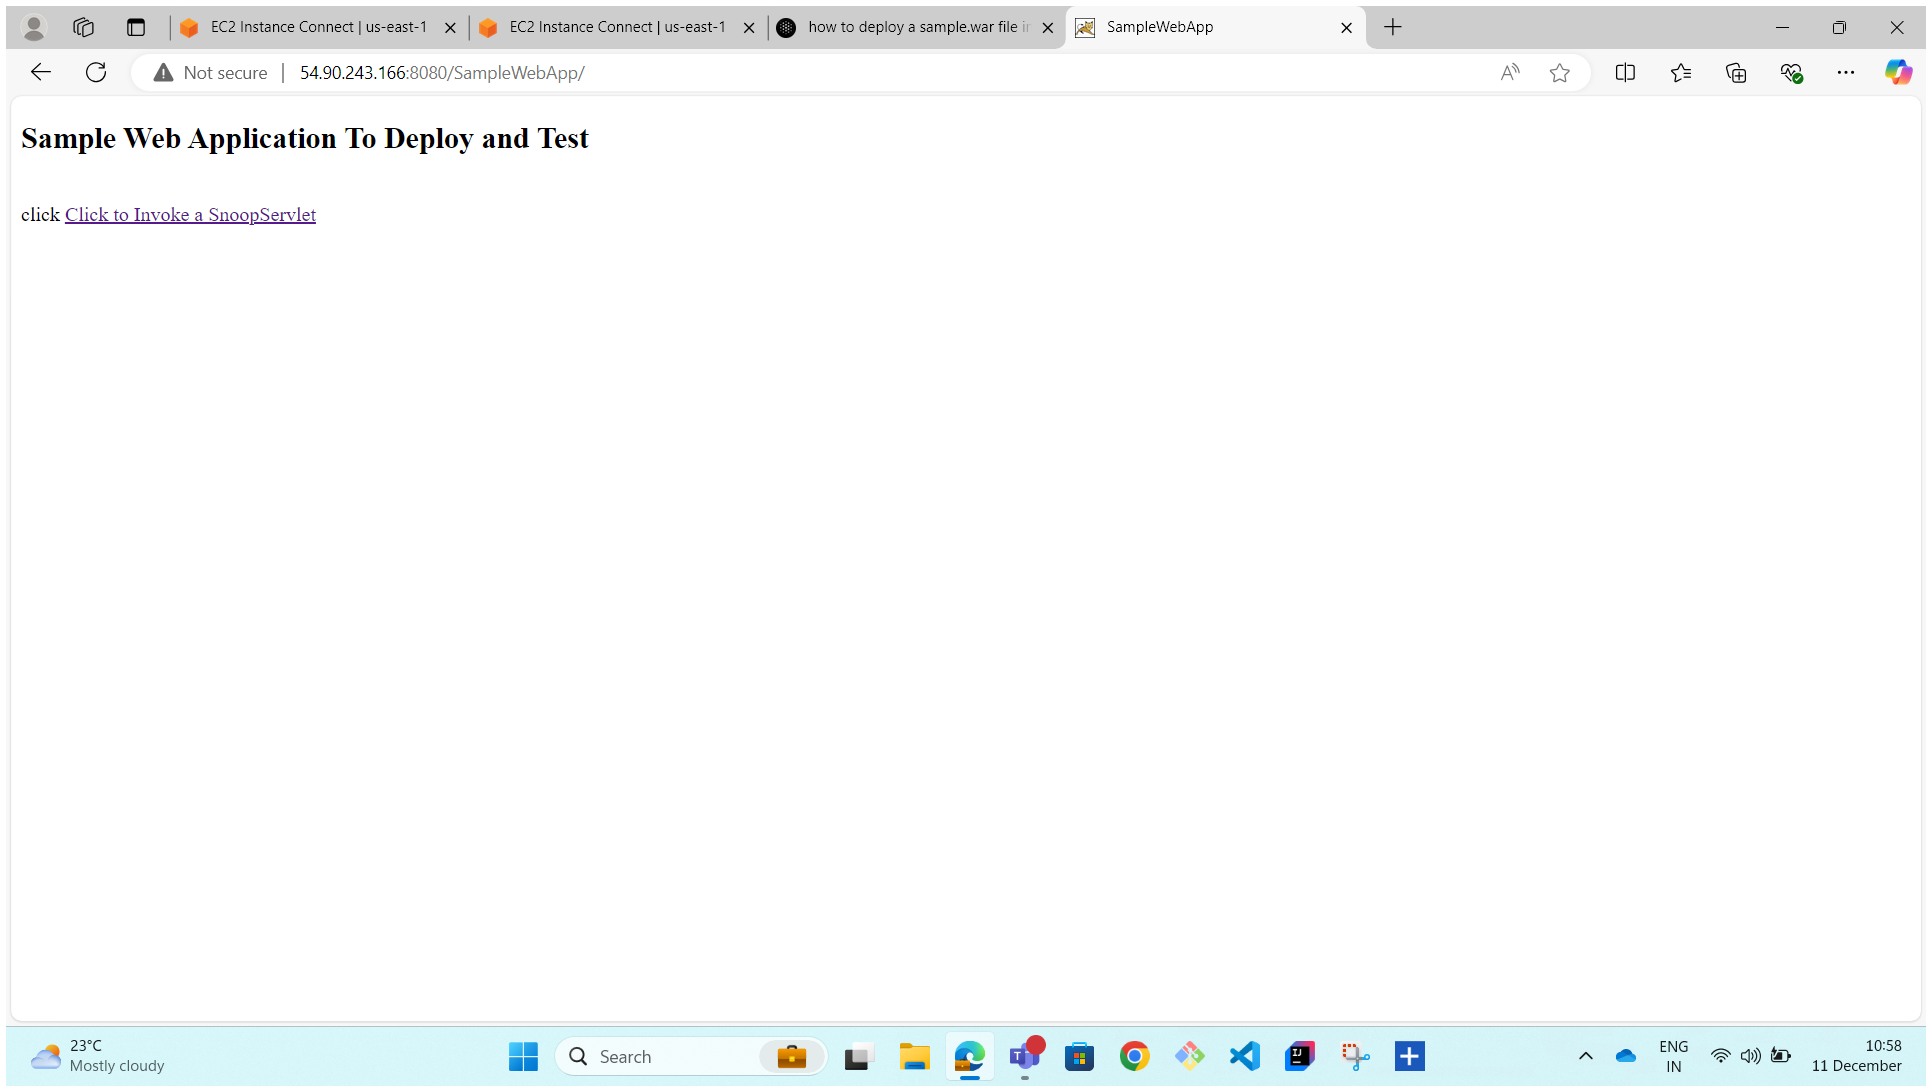 EC2 Instance Connect | us-east-1
EC2 Instance Connect | us-east-1
how to deploy a sample.war file in
SampleWebApp
Not secure
54.90.243.166:8080/SampleWebApp/
Sample Web Application To Deploy and Test
click Click to Invoke a SnoopServlet
23°C
Mostly cloudy
Search
ENG
IN
10:58
11 December